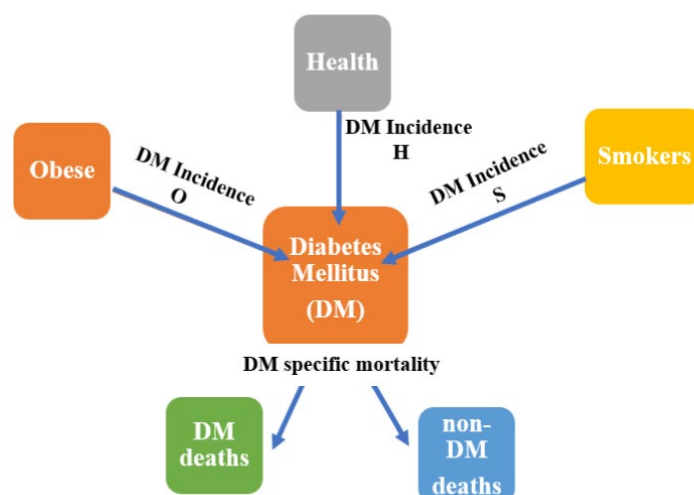 Health
DM Incidence
H
Obese
DM Incidence
O
Smokers
DM Incidence
S
Diabetes
Mellitus
(DM)
DM specific mortality
DM
deaths
non-
DM
deaths